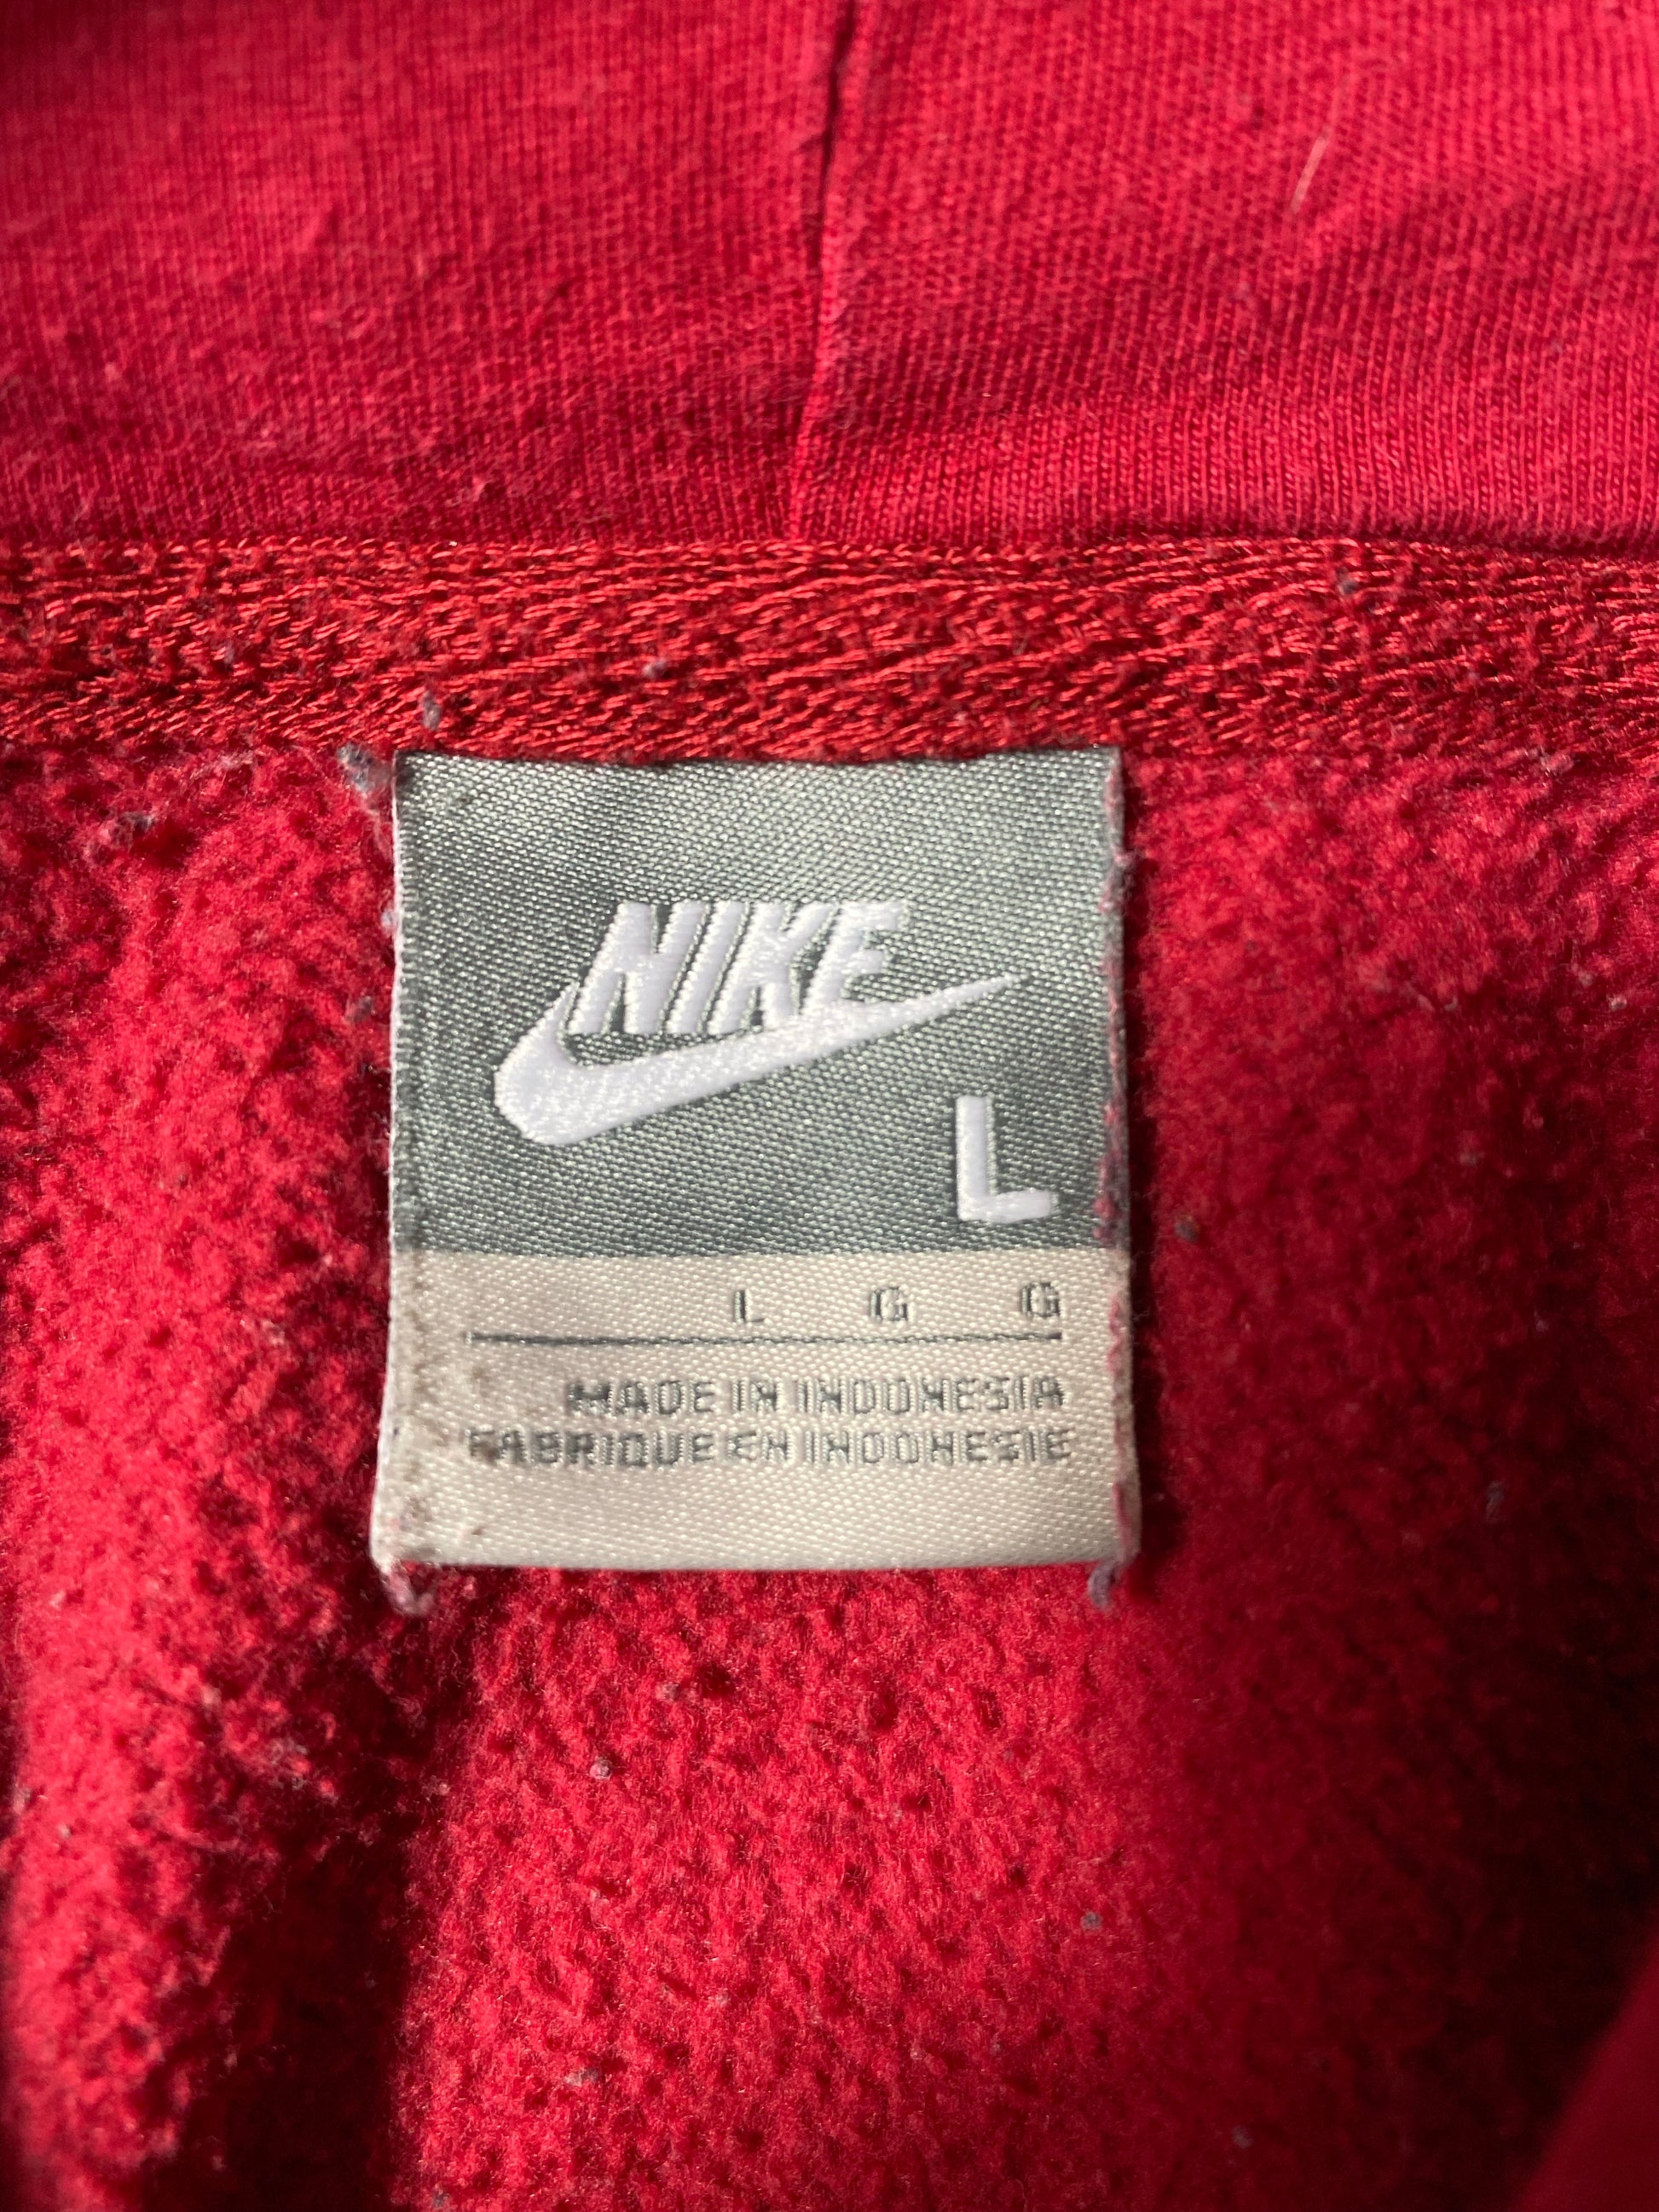 NIKE
L
L G G
MADE IN INDONESIA
FABRIQUE EN INDONESIE